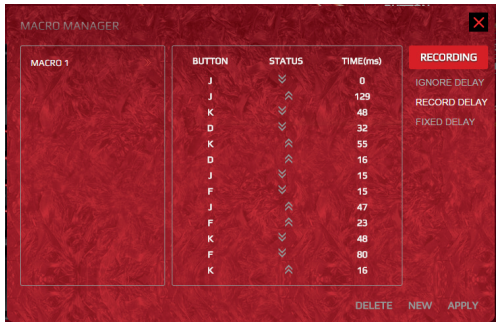 MACRO MANAGER
MACRO 1
BUTTON STATUS TIME(ms)
J 0
J 129
K 48
D 32
K 55
D 16
J 15
F 15
J 47
F 23
K 48
F 80
K 16
RECORDING
IGNORE DELAY
RECORD DELAY
FIXED DELAY
DELETE NEW APPLY